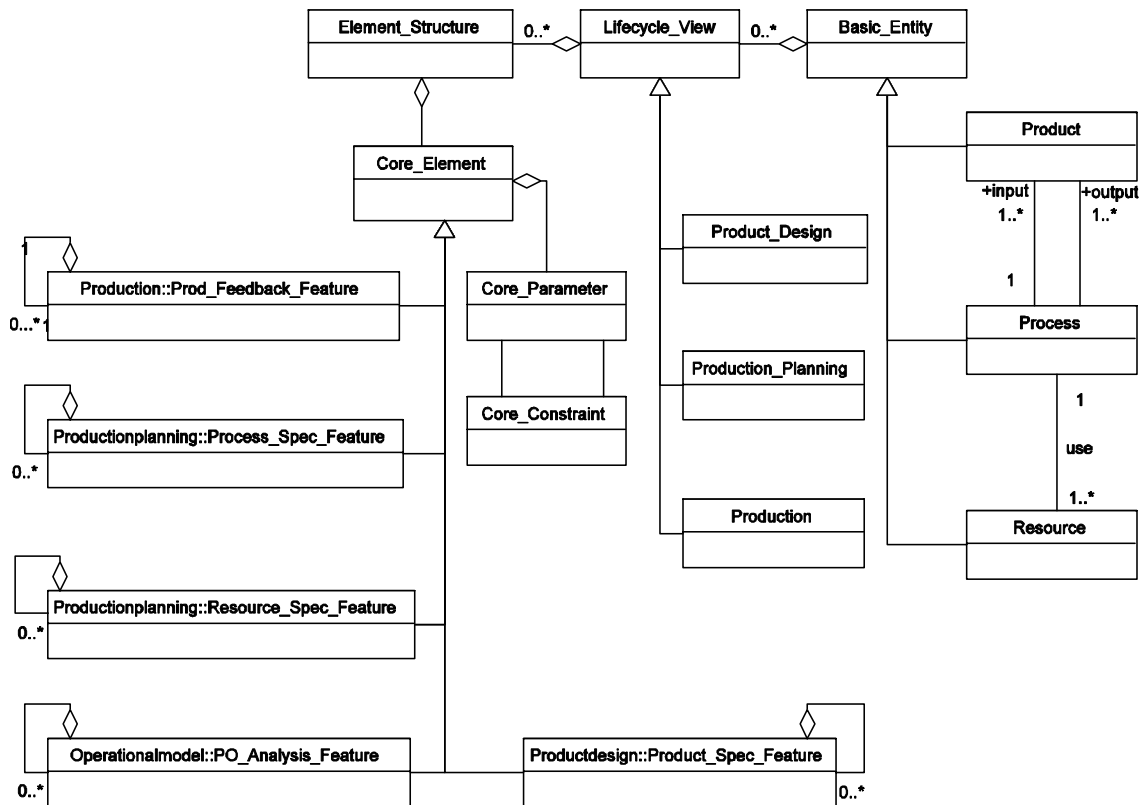 Element_Structure
0..*
Lifecycle_View
0..*
Basic_Entity
Product
+input
+output
1..*
1..*
Core_Element
Product_Design
1
Production::Prod_Feedback_Feature
0...*
1
Core_Parameter
1
Process
Production_Planning
1
Core_Constraint
Productionplanning::Process_Spec_Feature
0..*
use
1..*
Production
Resource
Productionplanning::Resource_Spec_Feature
0..*
Operationalmodel::PO_Analysis_Feature
0..*
Productdesign::Product_Spec_Feature
0..*